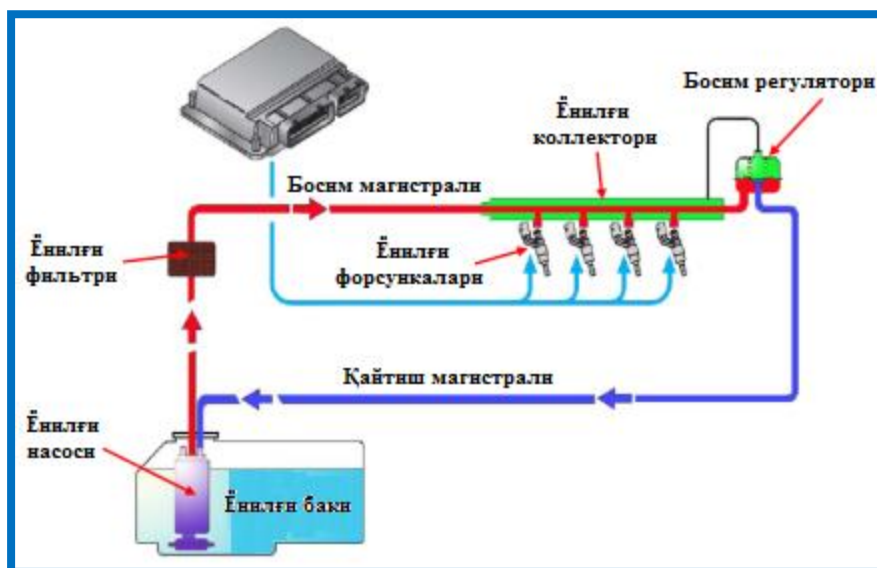 Босим регулятори
Ёнилғи
коллектори
Босим магистрали
Ёнилғи
фильтри
Ёнилғи
форсункалари
Қайтиш магистрали
Ёнилғи
насоси
Ёнилғи баки